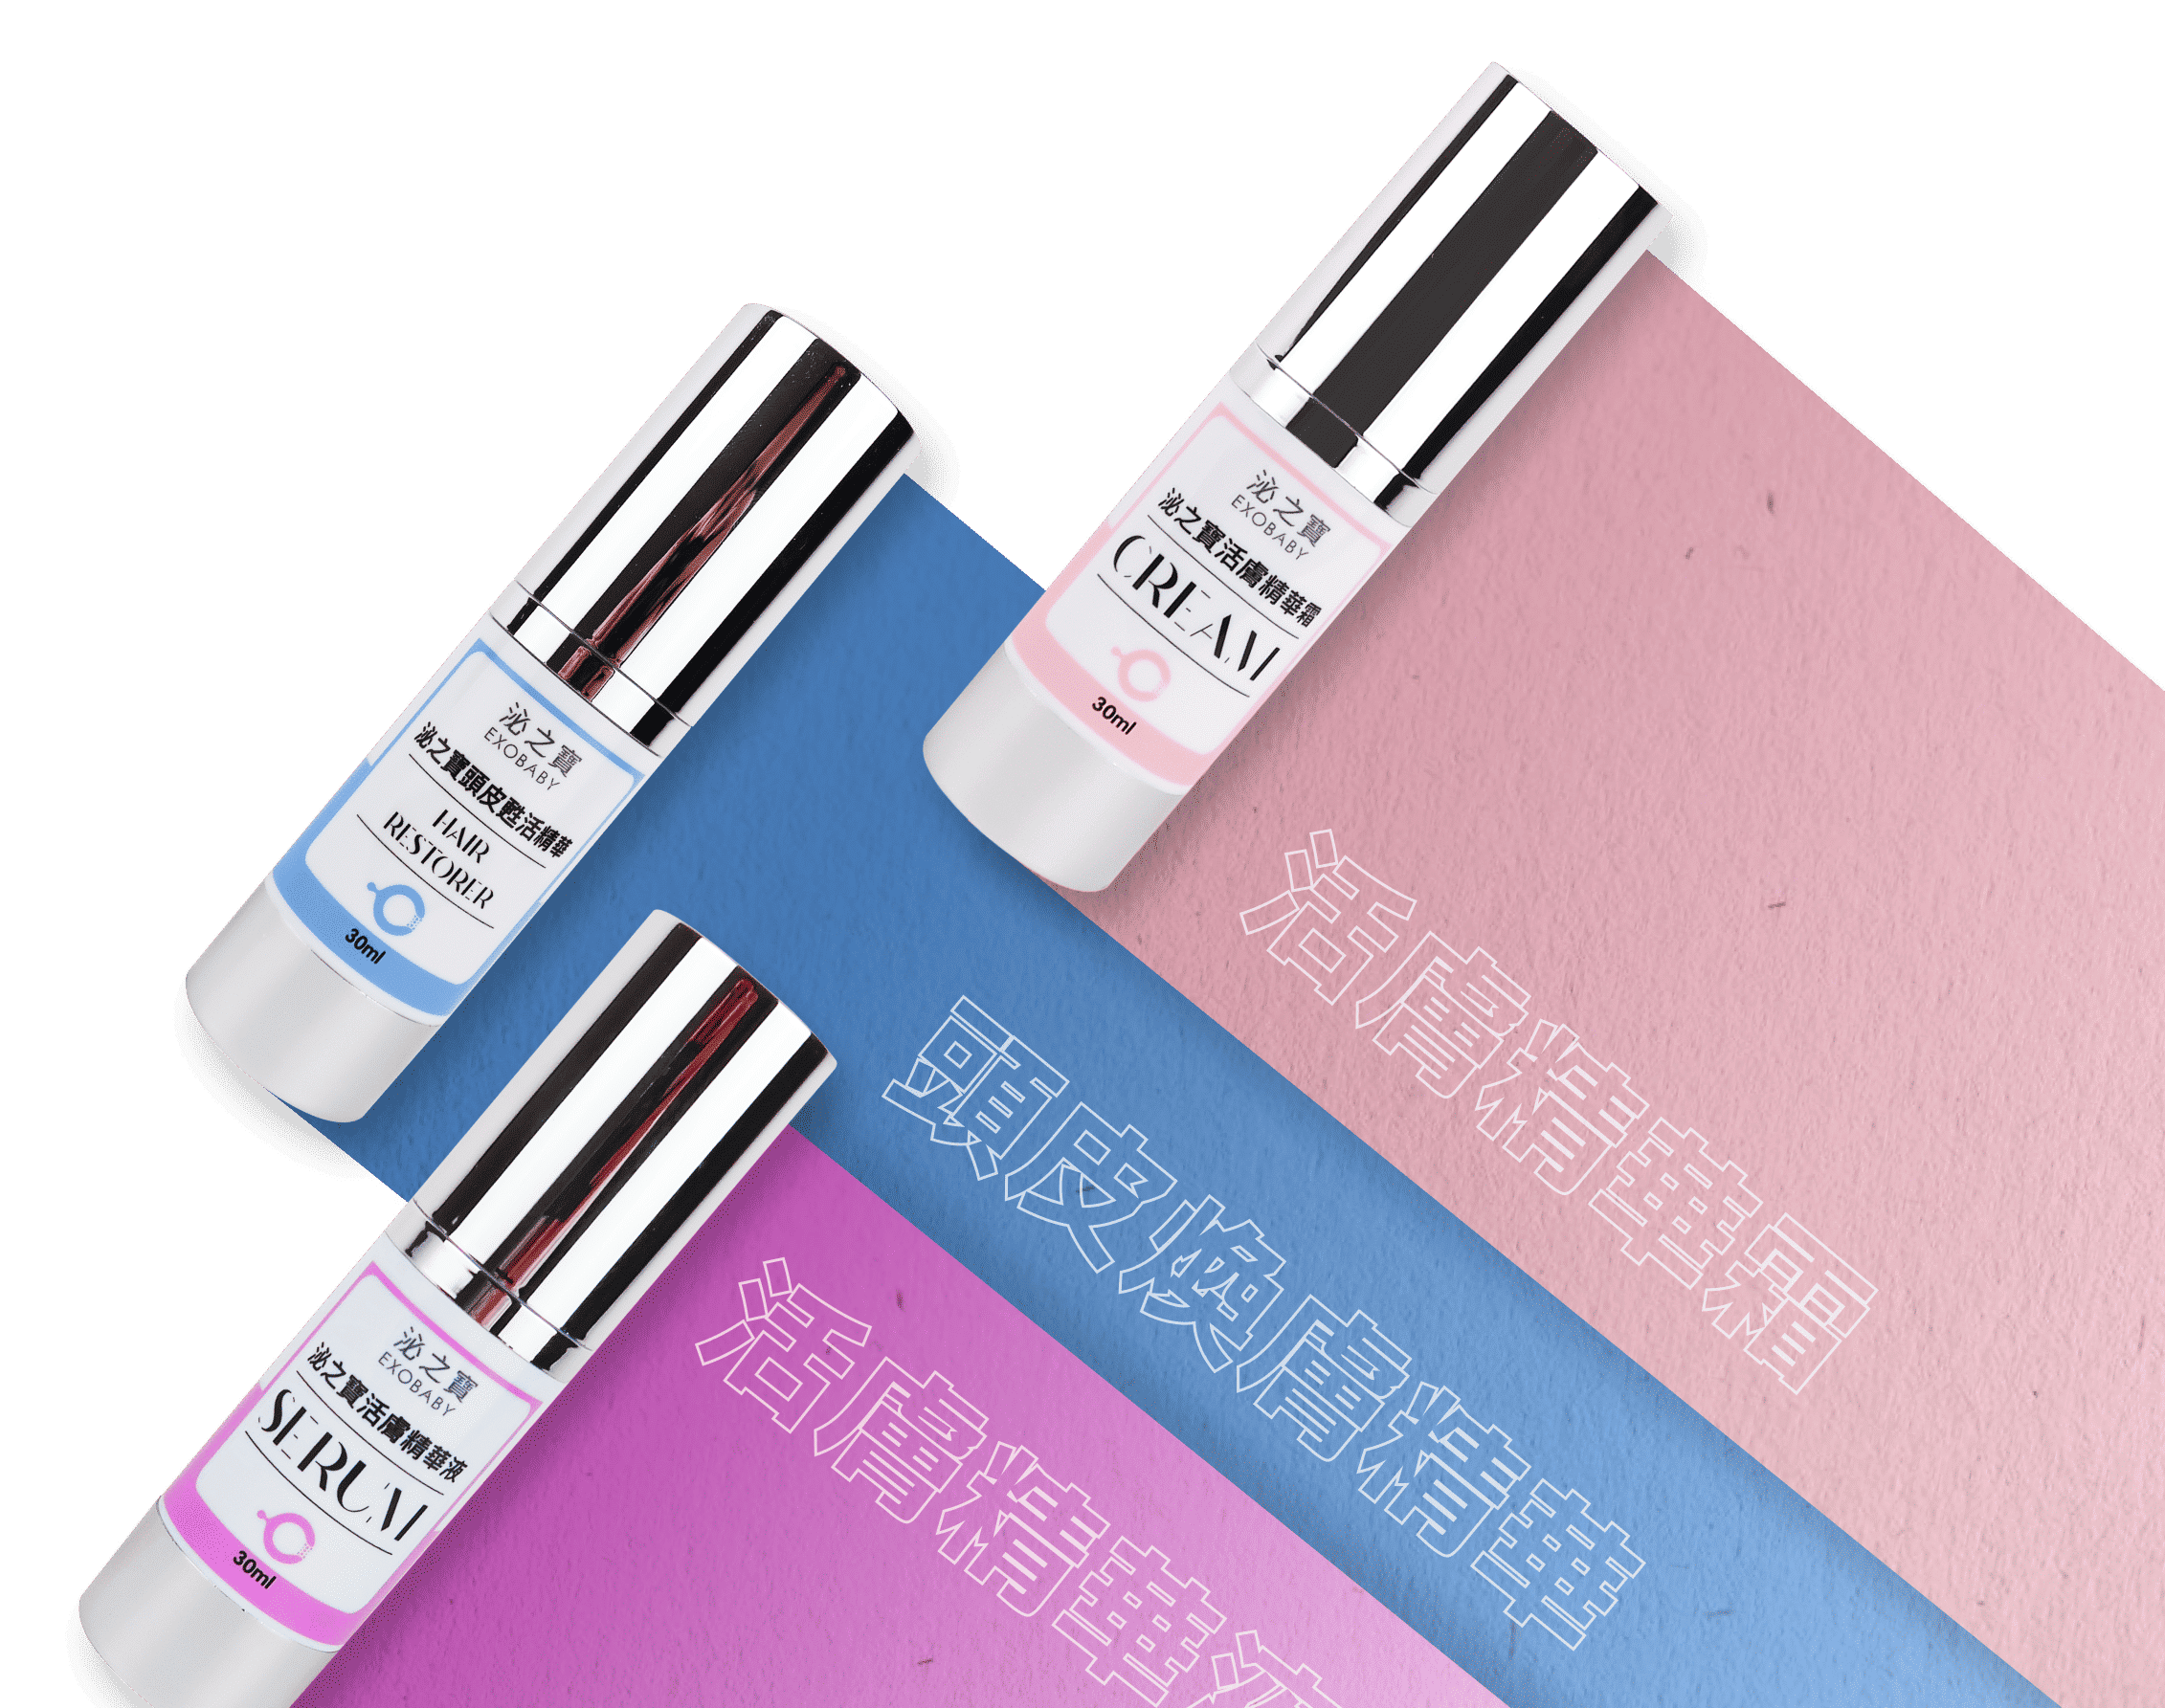 泌之寶
EXOBABY
泌之寶活膚精華霜
CREAM
30ml
泌之寶
EXOBABY
泌之寶頭皮甦活精華
HAIR
RESTORER
30ml
泌之寶
EXOBABY
泌之寶活膚精華液
SERUM
30ml
活膚精華霜
頭皮煥膚精華
活膚精華液